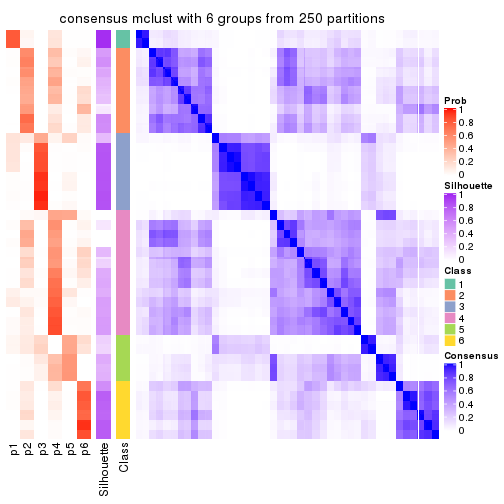 consensus mclust with 6 groups from 250 partitions
Prob
1
0.8
0.6
0.4
0.2
0
Silhouette
1
0.8
0.6
0.4
0.2
0
Class
1
2
3
4
5
6
Consensus
1
0.8
0.6
0.4
0.2
0
p1
p2
p3
p4
p5
p6
Silhouette
Class